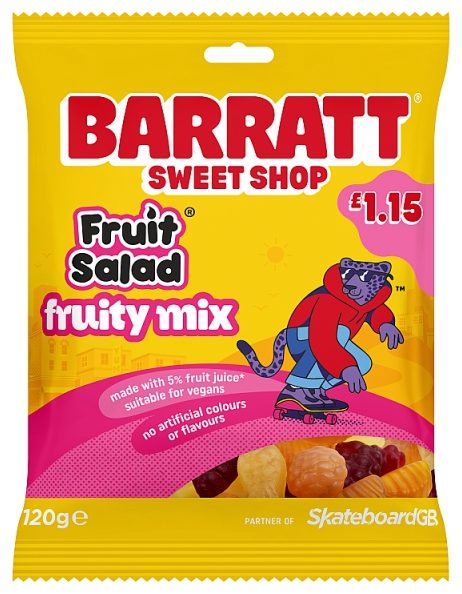 BARRATT®
SWEET SHOP
£1.15
Fruit®
Salad
fruity mix
TM
made with 5% fruit juice*
suitable for vegans
no artificial colours
or flavours
120g℮
PARTNER OF SkateboardGB